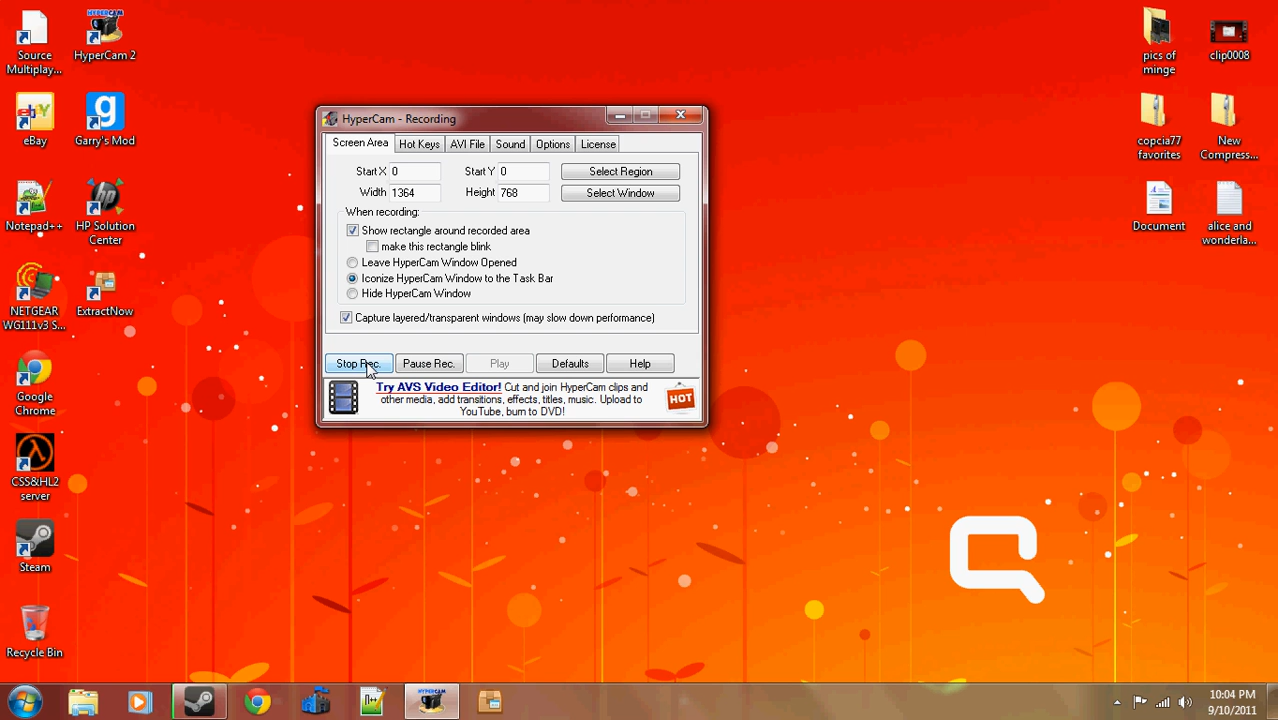 Source
Multiplay...
HyperCam 2
eBay
Garry's Mod
Notepad++
HP Solution
Center
NETGEAR
WG111v3 S...
ExtractNow
Google
Chrome
CSS&HL2
server
Steam
Recycle Bin
HyperCam - Recording
Screen Area
Hot Keys
AVI File
Sound
Options
License
Start X 0
Start Y 0
Select Region
Width 1364
Height 768
Select Window
When recording:
Show rectangle around recorded area
make this rectangle blink
Leave HyperCam Window Opened
Iconize HyperCam Window to the Task Bar
Hide HyperCam Window
Capture layered/transparent windows (may slow down performance)
Stop Rec.
Pause Rec.
Play
Defaults
Help
Try AVS Video Editor! Cut and join HyperCam clips and
other media, add transitions, effects, titles, music. Upload to
YouTube, burn to DVD!
HOT
pics of
minge
clip0008
copcia77
favorites
New
Compress...
Document
alice and
wonderla...
HYPERCAM
10:04 PM
9/10/2011